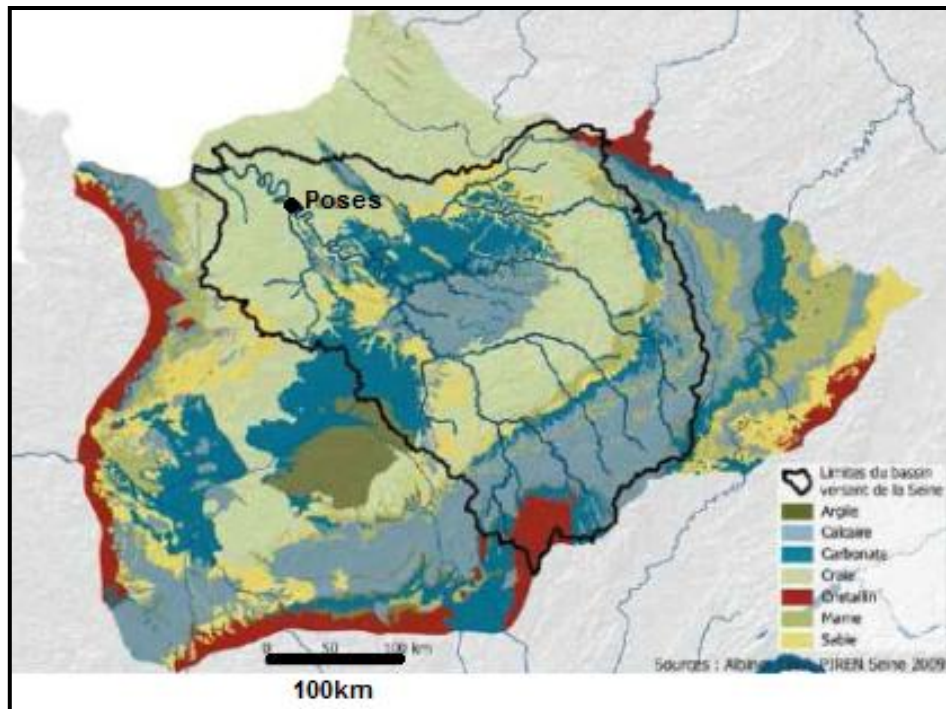 Poses
Limites du bassin
versant de la Seine
Argile
Calcaire
Carbonate
Craie
Cristallin
Marne
Sable
0 50 100 km
Sources : PIREN Seine 2009
100km